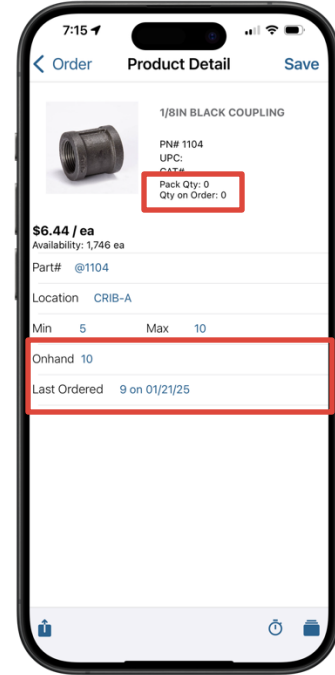 7:15
Order Product Detail Save
1/8IN BLACK COUPLING
PN# 1104
UPC:
CAT#
Pack Qty: 0
Qty on Order: 0
$6.44 / ea
Availability: 1,746 ea
Part# @1104
Location CRIB-A
Min 5 Max 10
Onhand 10
Last Ordered 9 on 01/21/25